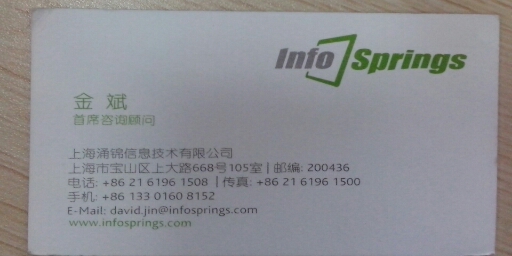 Info Springs
金 斌
首席咨询顾问
上海涌锦信息技术有限公司
上海市宝山区上大路668号105室 | 邮编: 200436
电话: +86 21 6196 1508 | 传真: +86 21 6196 1500
手机: +86 133 0160 8152
E-Mail: david.jin@infosprings.com
www.infosprings.com